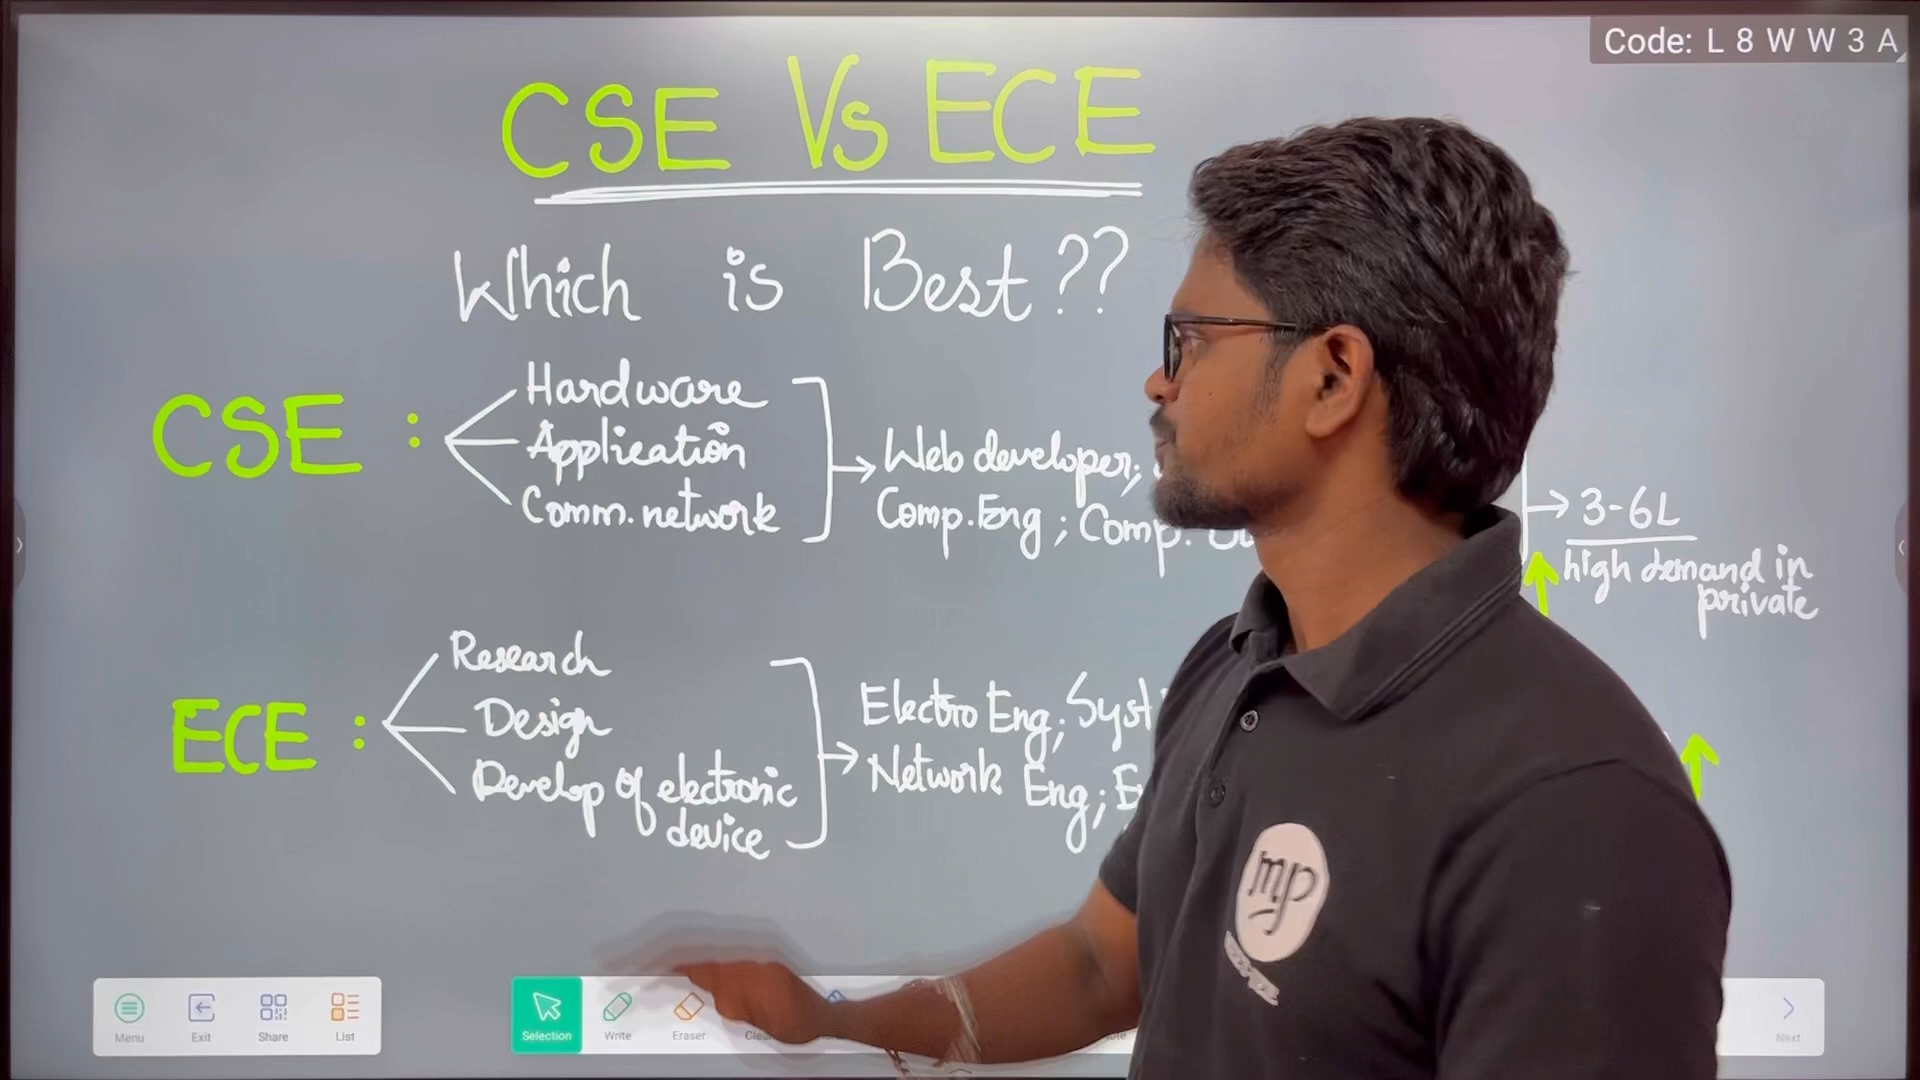 Code: L 8 W W 3 A
CSE Vs ECE
Which is Best??
CSE :
Hardware
Application
Comm. network
Web developer;
Comp. Eng ; Comp.
3-6L
high demand in
private
ECE :
Research
Design
Develop of electronic
device
Electro Eng;
Network Eng;
mp
Menu
Exit
Share
List
Selection
Write
Eraser
Next